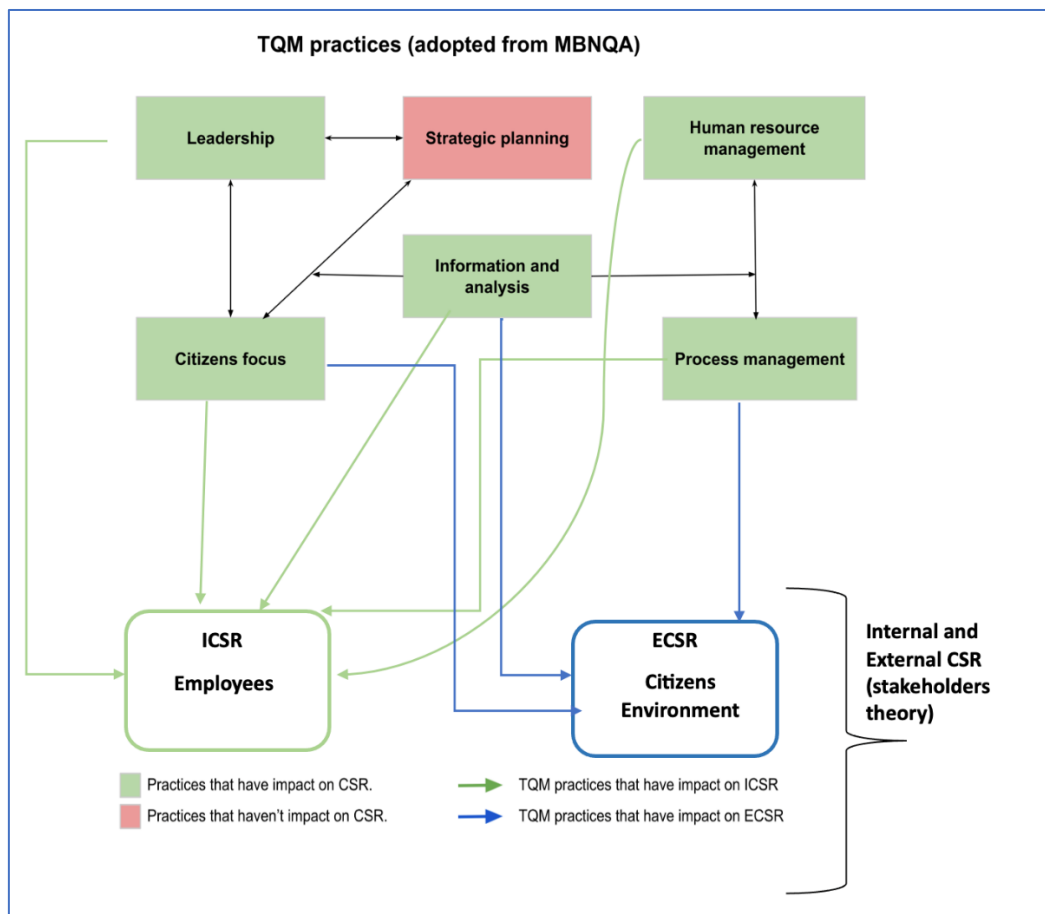 TQM practices (adopted from MBNQA)
Leadership
Strategic planning
Human resource
management
Information and
analysis
Citizens focus
Process management
ICSR
Employees
ECSR
Citizens
Environment
Internal and
External CSR
(stakeholders
theory)
Practices that have impact on CSR.
TQM practices that have impact on ICSR
Practices that haven't impact on CSR.
TQM practices that have impact on ECSR